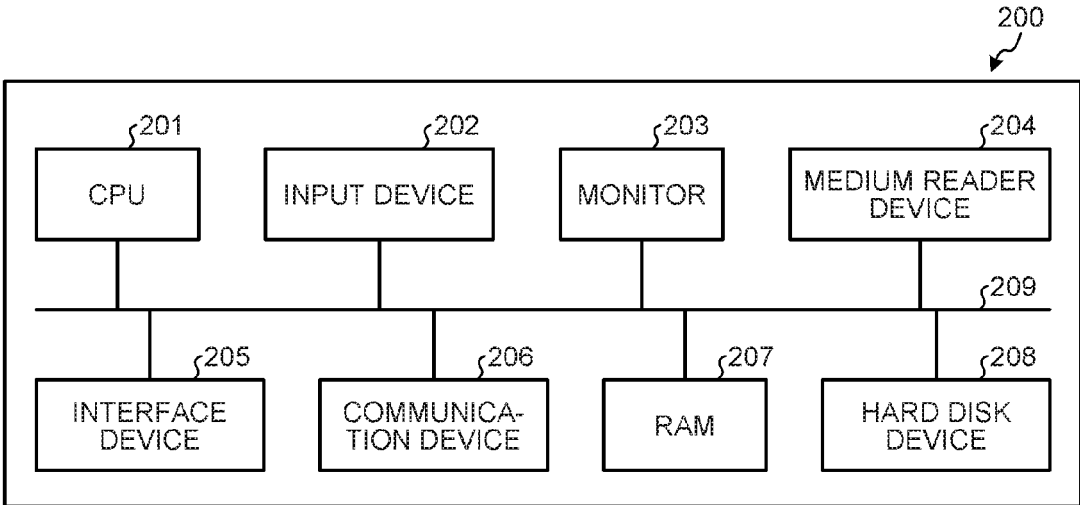 200
201
202
203
204
CPU
INPUT DEVICE
MONITOR
MEDIUM READER
DEVICE
209
205
206
207
208
INTERFACE
DEVICE
COMMUNICA-
TION DEVICE
RAM
HARD DISK
DEVICE